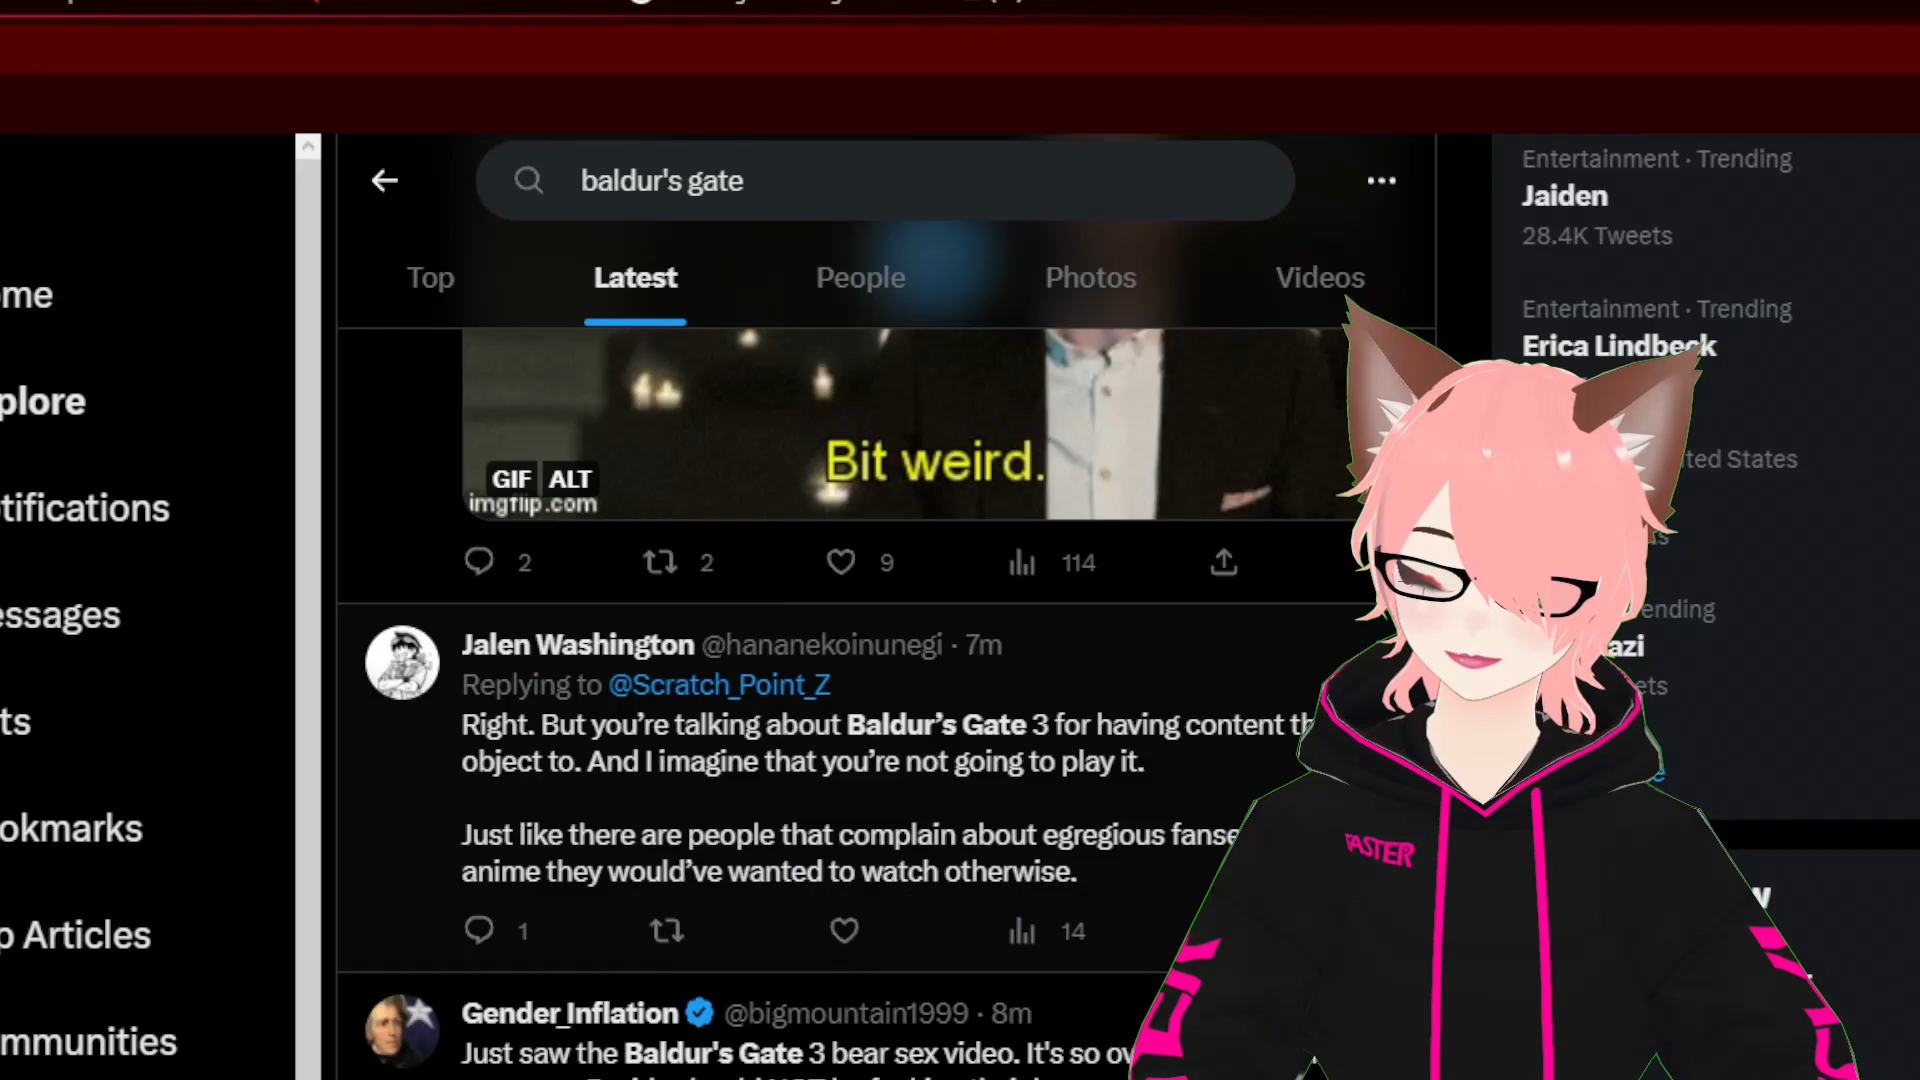 baldur's gate
Top
Latest
People
Photos
Videos
ome
plore
tifications
essages
ts
okmarks
p Articles
mmunities
Bit weird.
GIF ALT
imgflip.com
2
2
9
114
Jalen Washington @hananekoinunegi · 7m
Replying to @Scratch_Point_Z
Right. But you’re talking about Baldur’s Gate 3 for having content th
object to. And I imagine that you’re not going to play it.
Just like there are people that complain about egregious fanse
anime they would’ve wanted to watch otherwise.
1
14
Gender_Inflation @bigmountain1999 · 8m
Just saw the Baldur's Gate 3 bear sex video. It's so ov
Entertainment · Trending
Jaiden
28.4K Tweets
Entertainment · Trending
Erica Lindbeck
ted States
ending
azi
ets
FASTER